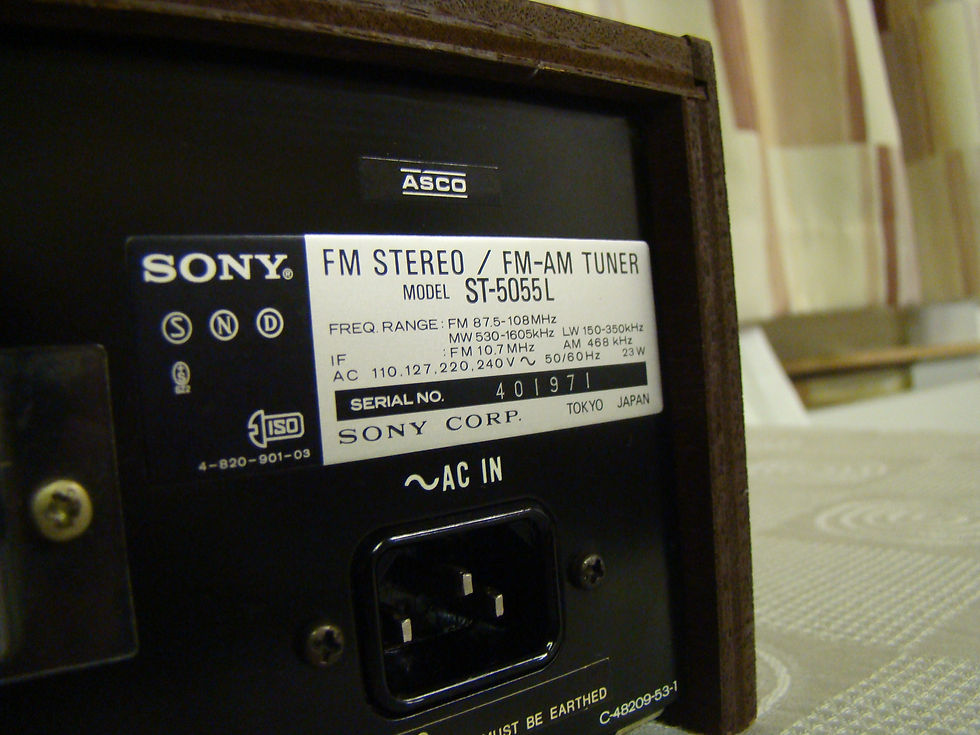 ASCO
SONY®
S N D
ISO
4-820-901-03
FM STEREO / FM-AM TUNER
MODEL ST-5055L
FREQ. RANGE : FM 87.5-108MHz
MW 530-1605kHz LW 150-350kHz
IF : FM 10.7 MHz AM 468 kHz
AC 110,127,220,240V ~ 50/60Hz 23W
SERIAL NO. 401971
SONY CORP. TOKYO JAPAN
~AC IN
MUST BE EARTHED
C-48209-53-1